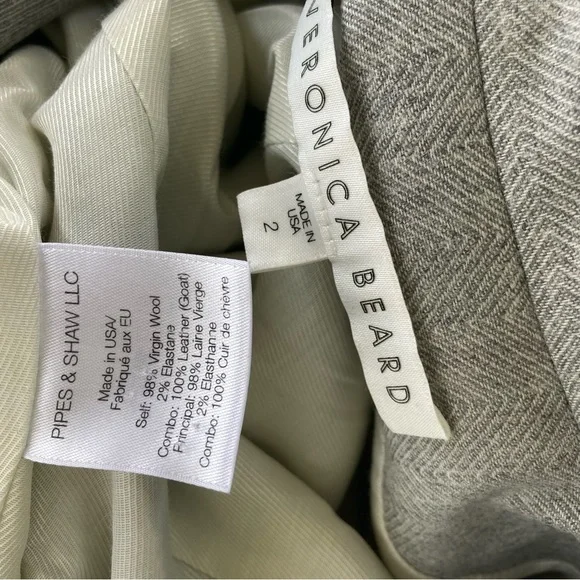 VERONICA BEARD
MADE IN
USA
2
PIPES & SHAW LLC
Made in USA/
Fabriqué aux EU
Self: 98% Virgin Wool
2% Elastane
Combo: 100% Leather (Goat)
Principal: 98% Laine Vierge
2% Elasthanne
Combo: 100% Cuir de chèvre